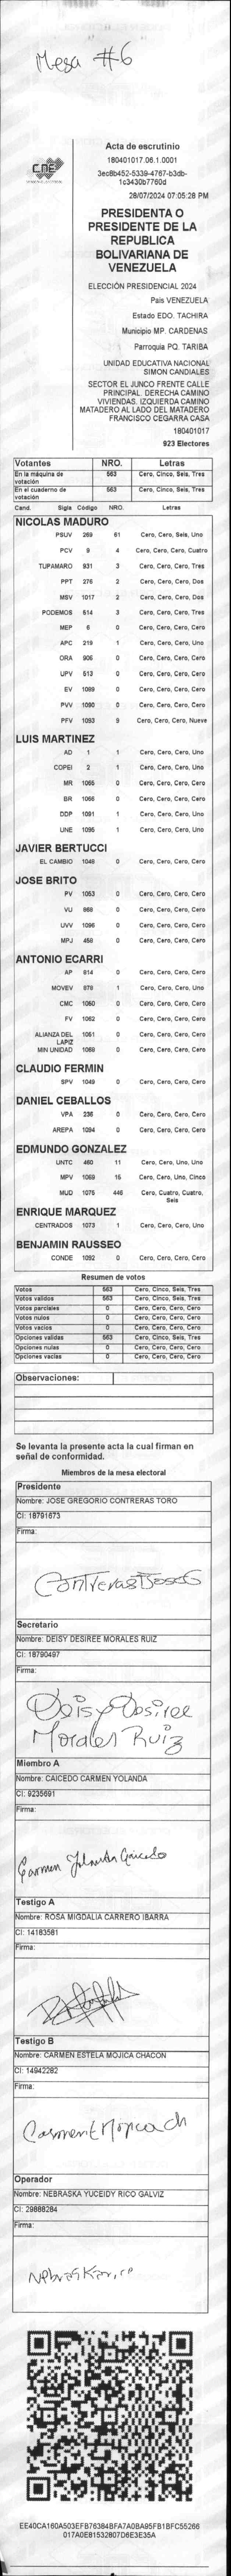 Mesa #6
Acta de escrutinio
180401017.06.1.0001
3ec8b452-5339-4767-b3db-
1c3430b7760d
28/07/2024 07:05:28 PM
CNE
PRESIDENTA O
PRESIDENTE DE LA
REPUBLICA
BOLIVARIANA DE
VENEZUELA
ELECCIÓN PRESIDENCIAL 2024
Pais VENEZUELA
Estado EDO. TACHIRA
Municipio MP. CARDENAS
Parroquia PQ. TARIBA
UNIDAD EDUCATIVA NACIONAL
SIMON CANDIALES
SECTOR EL JUNCO FRENTE CALLE
PRINCIPAL. DERECHA CAMINO
VIVIENDAS. IZQUIERDA CAMINO
MATADERO AL LADO DEL MATADERO
FRANCISCO CEGARRA CASA
180401017
923 Electores
Votantes NRO. Letras
En la máquina de votación 563 Cero, Cinco, Seis, Tres
En el cuaderno de votación 563 Cero, Cinco, Seis, Tres
Cand. Sigla Código NRO. Letras
NICOLAS MADURO
PSUV 269 61 Cero, Cero, Seis, Uno
PCV 9 4 Cero, Cero, Cero, Cuatro
TUPAMARO 931 3 Cero, Cero, Cero, Tres
PPT 276 2 Cero, Cero, Cero, Dos
MSV 1017 2 Cero, Cero, Cero, Dos
PODEMOS 514 3 Cero, Cero, Cero, Tres
MEP 6 0 Cero, Cero, Cero, Cero
APC 219 1 Cero, Cero, Cero, Uno
ORA 906 0 Cero, Cero, Cero, Cero
UPV 513 0 Cero, Cero, Cero, Cero
EV 1089 0 Cero, Cero, Cero, Cero
PVV 1090 0 Cero, Cero, Cero, Cero
PFV 1093 9 Cero, Cero, Cero, Nueve
LUIS MARTINEZ
AD 1 1 Cero, Cero, Cero, Uno
COPEI 2 1 Cero, Cero, Cero, Uno
MR 1055 0 Cero, Cero, Cero, Cero
BR 1066 0 Cero, Cero, Cero, Cero
DDP 1091 1 Cero, Cero, Cero, Uno
UNE 1095 1 Cero, Cero, Cero, Uno
JAVIER BERTUCCI
EL CAMBIO 1048 0 Cero, Cero, Cero, Cero
JOSE BRITO
PV 1053 0 Cero, Cero, Cero, Cero
VU 868 0 Cero, Cero, Cero, Cero
UVV 1096 0 Cero, Cero, Cero, Cero
MPJ 458 0 Cero, Cero, Cero, Cero
ANTONIO ECARRI
AP 814 0 Cero, Cero, Cero, Cero
MOVEV 879 1 Cero, Cero, Cero, Uno
CMC 1060 0 Cero, Cero, Cero, Cero
FV 1062 0 Cero, Cero, Cero, Cero
ALIANZA DEL LAPIZ 1051 0 Cero, Cero, Cero, Cero
MIN UNIDAD 1068 0 Cero, Cero, Cero, Cero
CLAUDIO FERMIN
SPV 1049 0 Cero, Cero, Cero, Cero
DANIEL CEBALLOS
VPA 236 0 Cero, Cero, Cero, Cero
AREPA 1094 0 Cero, Cero, Cero, Cero
EDMUNDO GONZALEZ
UNTC 460 11 Cero, Cero, Uno, Uno
MPV 1069 15 Cero, Cero, Uno, Cinco
MUD 1075 446 Cero, Cuatro, Cuatro, Seis
ENRIQUE MARQUEZ
CENTRADOS 1073 1 Cero, Cero, Cero, Uno
BENJAMIN RAUSSEO
CONDE 1092 0 Cero, Cero, Cero, Cero
Resumen de votos
Votos 563 Cero, Cinco, Seis, Tres
Votos validos 563 Cero, Cinco, Seis, Tres
Votos parciales 0 Cero, Cero, Cero, Cero
Votos nulos 0 Cero, Cero, Cero, Cero
Votos vacios 0 Cero, Cero, Cero, Cero
Opciones validas 563 Cero, Cinco, Seis, Tres
Opciones nulas 0 Cero, Cero, Cero, Cero
Opciones vacias 0 Cero, Cero, Cero, Cero
Observaciones:
Se levanta la presente acta la cual firman en
señal de conformidad.
Miembros de la mesa electoral
Presidente
Nombre: JOSE GREGORIO CONTRERAS TORO
CI: 18791673
Firma:
Secretario
Nombre: DEISY DESIREE MORALES RUIZ
CI: 18790497
Firma:
Deisy Desiree
Morales Ruiz
Miembro A
Nombre: CAICEDO CARMEN YOLANDA
CI: 9235691
Firma:
Carmen Yolanda Caicedo
Testigo A
Nombre: ROSA MIGDALIA CARRERO IBARRA
CI: 14183581
Firma:
Testigo B
Nombre: CARMEN ESTELA MOJICA CHACON
CI: 14942282
Firma:
Carmen E Mojica ch
Operador
Nombre: NEBRASKA YUCEIDY RICO GALVIZ
CI: 29888284
Firma:
Nebraska rico
EE40CA160A503EFB76384BFA7A0BA95FB1BFC55266
017A0E81532807D6E3E35A